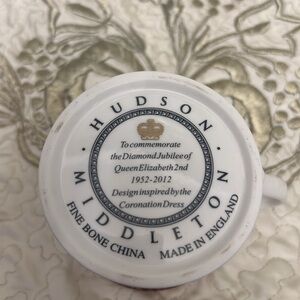 HUDSON
To commemorate
the Diamond Jubilee of
Queen Elizabeth 2nd
1952-2012
Design inspired by the
Coronation Dress
MIDDLETON
FINE BONE CHINA MADE IN ENGLAND